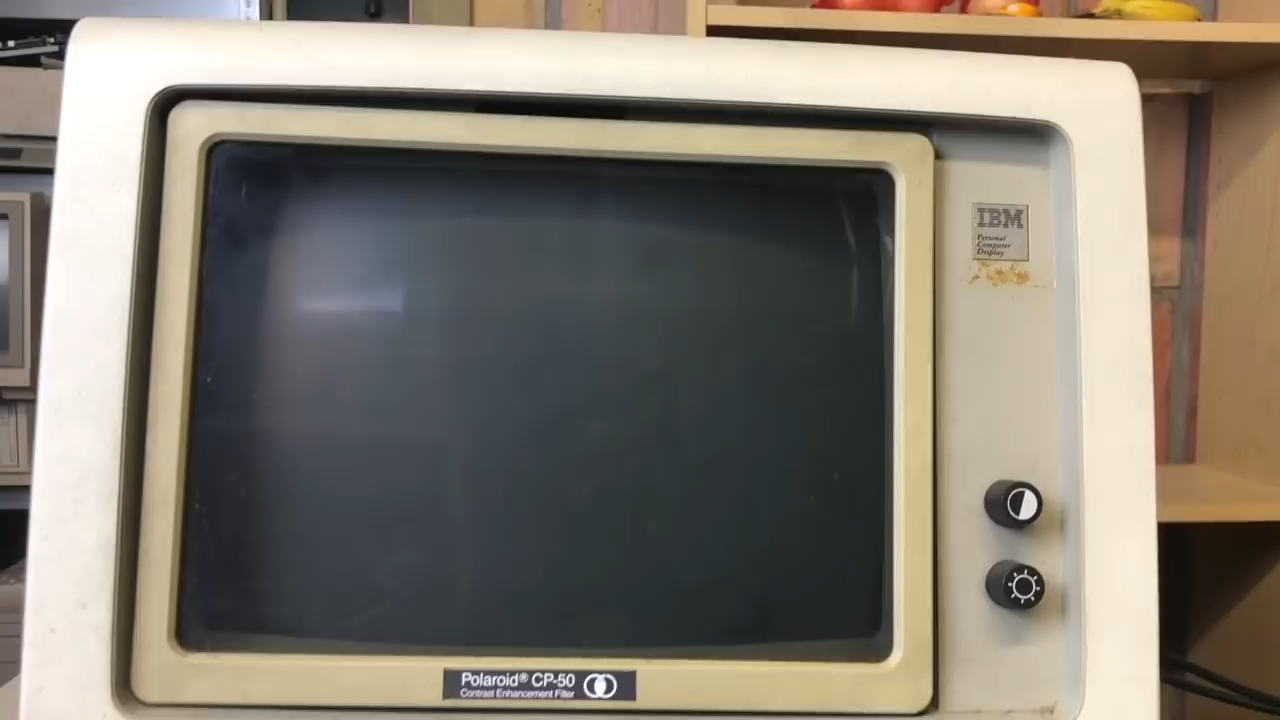 IBM
Personal
Computer
Display
Polaroid® CP-50
Contrast Enhancement Filter